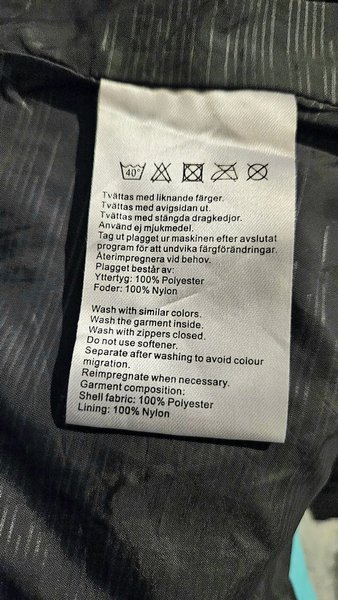 40°
Tvättas med liknande färger.
Tvättas med avigsidan ut.
Tvättas med stängda dragkedjor.
Använd ej mjukmedel.
Tag ut plagget ur maskinen efter avslutat
program för att undvika färgförändringar.
Återimpregnera vid behov.
Plagget består av:
Yttertyg: 100% Polyester
Foder: 100% Nylon
Wash with similar colors.
Wash the garment inside.
Wash with zippers closed.
Do not use softener.
Separate after washing to avoid colour
migration.
Reimpregnate when necessary.
Garment composition:
Shell fabric: 100% Polyester
Lining: 100% Nylon